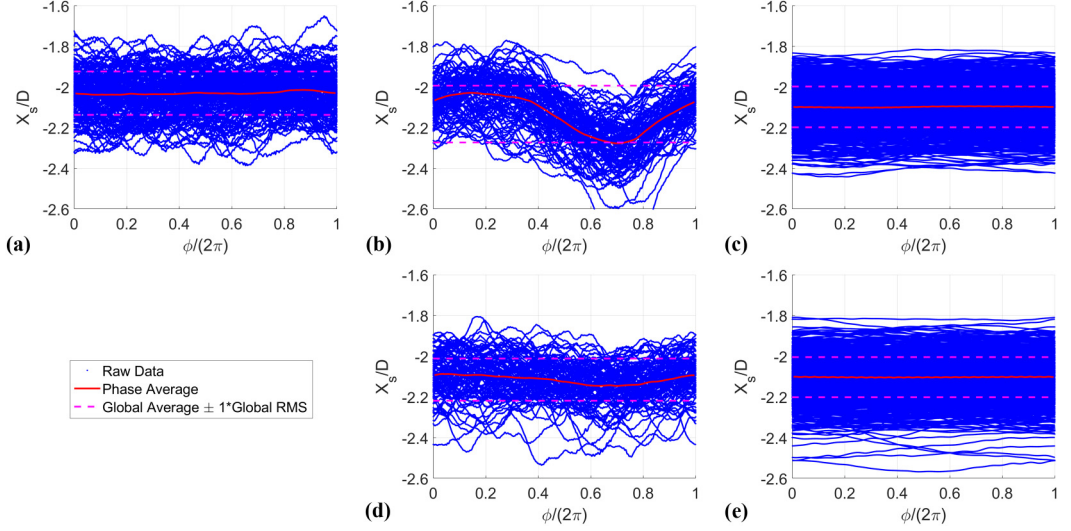 -1.6
-1.8
-2
-2.2
-2.4
-2.6
X_s/D
0 0.2 0.4 0.6 0.8 1
ϕ/(2π)
(a)
-1.6
-1.8
-2
-2.2
-2.4
-2.6
X_s/D
0 0.2 0.4 0.6 0.8 1
ϕ/(2π)
(b)
-1.6
-1.8
-2
-2.2
-2.4
-2.6
X_s/D
0 0.2 0.4 0.6 0.8 1
ϕ/(2π)
(c)
Raw Data
Phase Average
Global Average ± 1*Global RMS
-1.6
-1.8
-2
-2.2
-2.4
-2.6
X_s/D
0 0.2 0.4 0.6 0.8 1
ϕ/(2π)
(d)
-1.6
-1.8
-2
-2.2
-2.4
-2.6
X_s/D
0 0.2 0.4 0.6 0.8 1
ϕ/(2π)
(e)